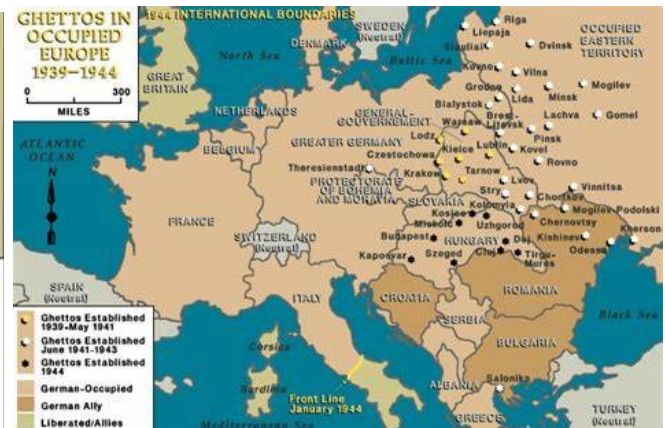 GHETTOS IN
OCCUPIED
EUROPE
1939–1944
0 300
MILES
1944 INTERNATIONAL BOUNDARIES
SWEDEN
(Neutral)
DENMARK
North Sea
Baltic Sea
GREAT
BRITAIN
NETHERLANDS
BELGIUM
ATLANTIC
OCEAN
N
FRANCE
SWITZERLAND
(Neutral)
SPAIN
(Neutral)
ITALY
Corsica
Sardinia
Mediterranean Sea
Front Line
January 1944
GENERAL-
GOUVERNEMENT
GREATER GERMANY
Theresienstadt
PROTECTORATE
OF BOHEMIA
AND MORAVIA
SLOVAKIA
HUNGARY
CROATIA
SERBIA
ALBANIA
GREECE
ROMANIA
BULGARIA
Black Sea
TURKEY
(Neutral)
OCCUPIED
EASTERN
TERRITORY
Riga
Liepaja
Siauliai
Dvinsk
Kovno
Vilna
Grodno
Lida
Minsk
Mogilev
Bialystok
Brest-
Litovsk
Lachva
Gomel
Pinsk
Warsaw
Lodz
Kielce
Lublin
Kovel
Czestochowa
Rovno
Krakow
Tarnow
Lvov
Stry
Chortkov
Vinnitsa
Kolomyia
Mogilev-Podolski
Kosice
Miskolc
Uzhgorod
Chernovtsy
Kherson
Budapest
Dej
Kishinev
Odessa
Kaposvar
Szeged
Cluj
Tirgu-
Mures
Salonika
Ghettos Established
1939-May 1941
Ghettos Established
June 1941-1943
Ghettos Established
1944
German-Occupied
German Ally
Liberated/Allies